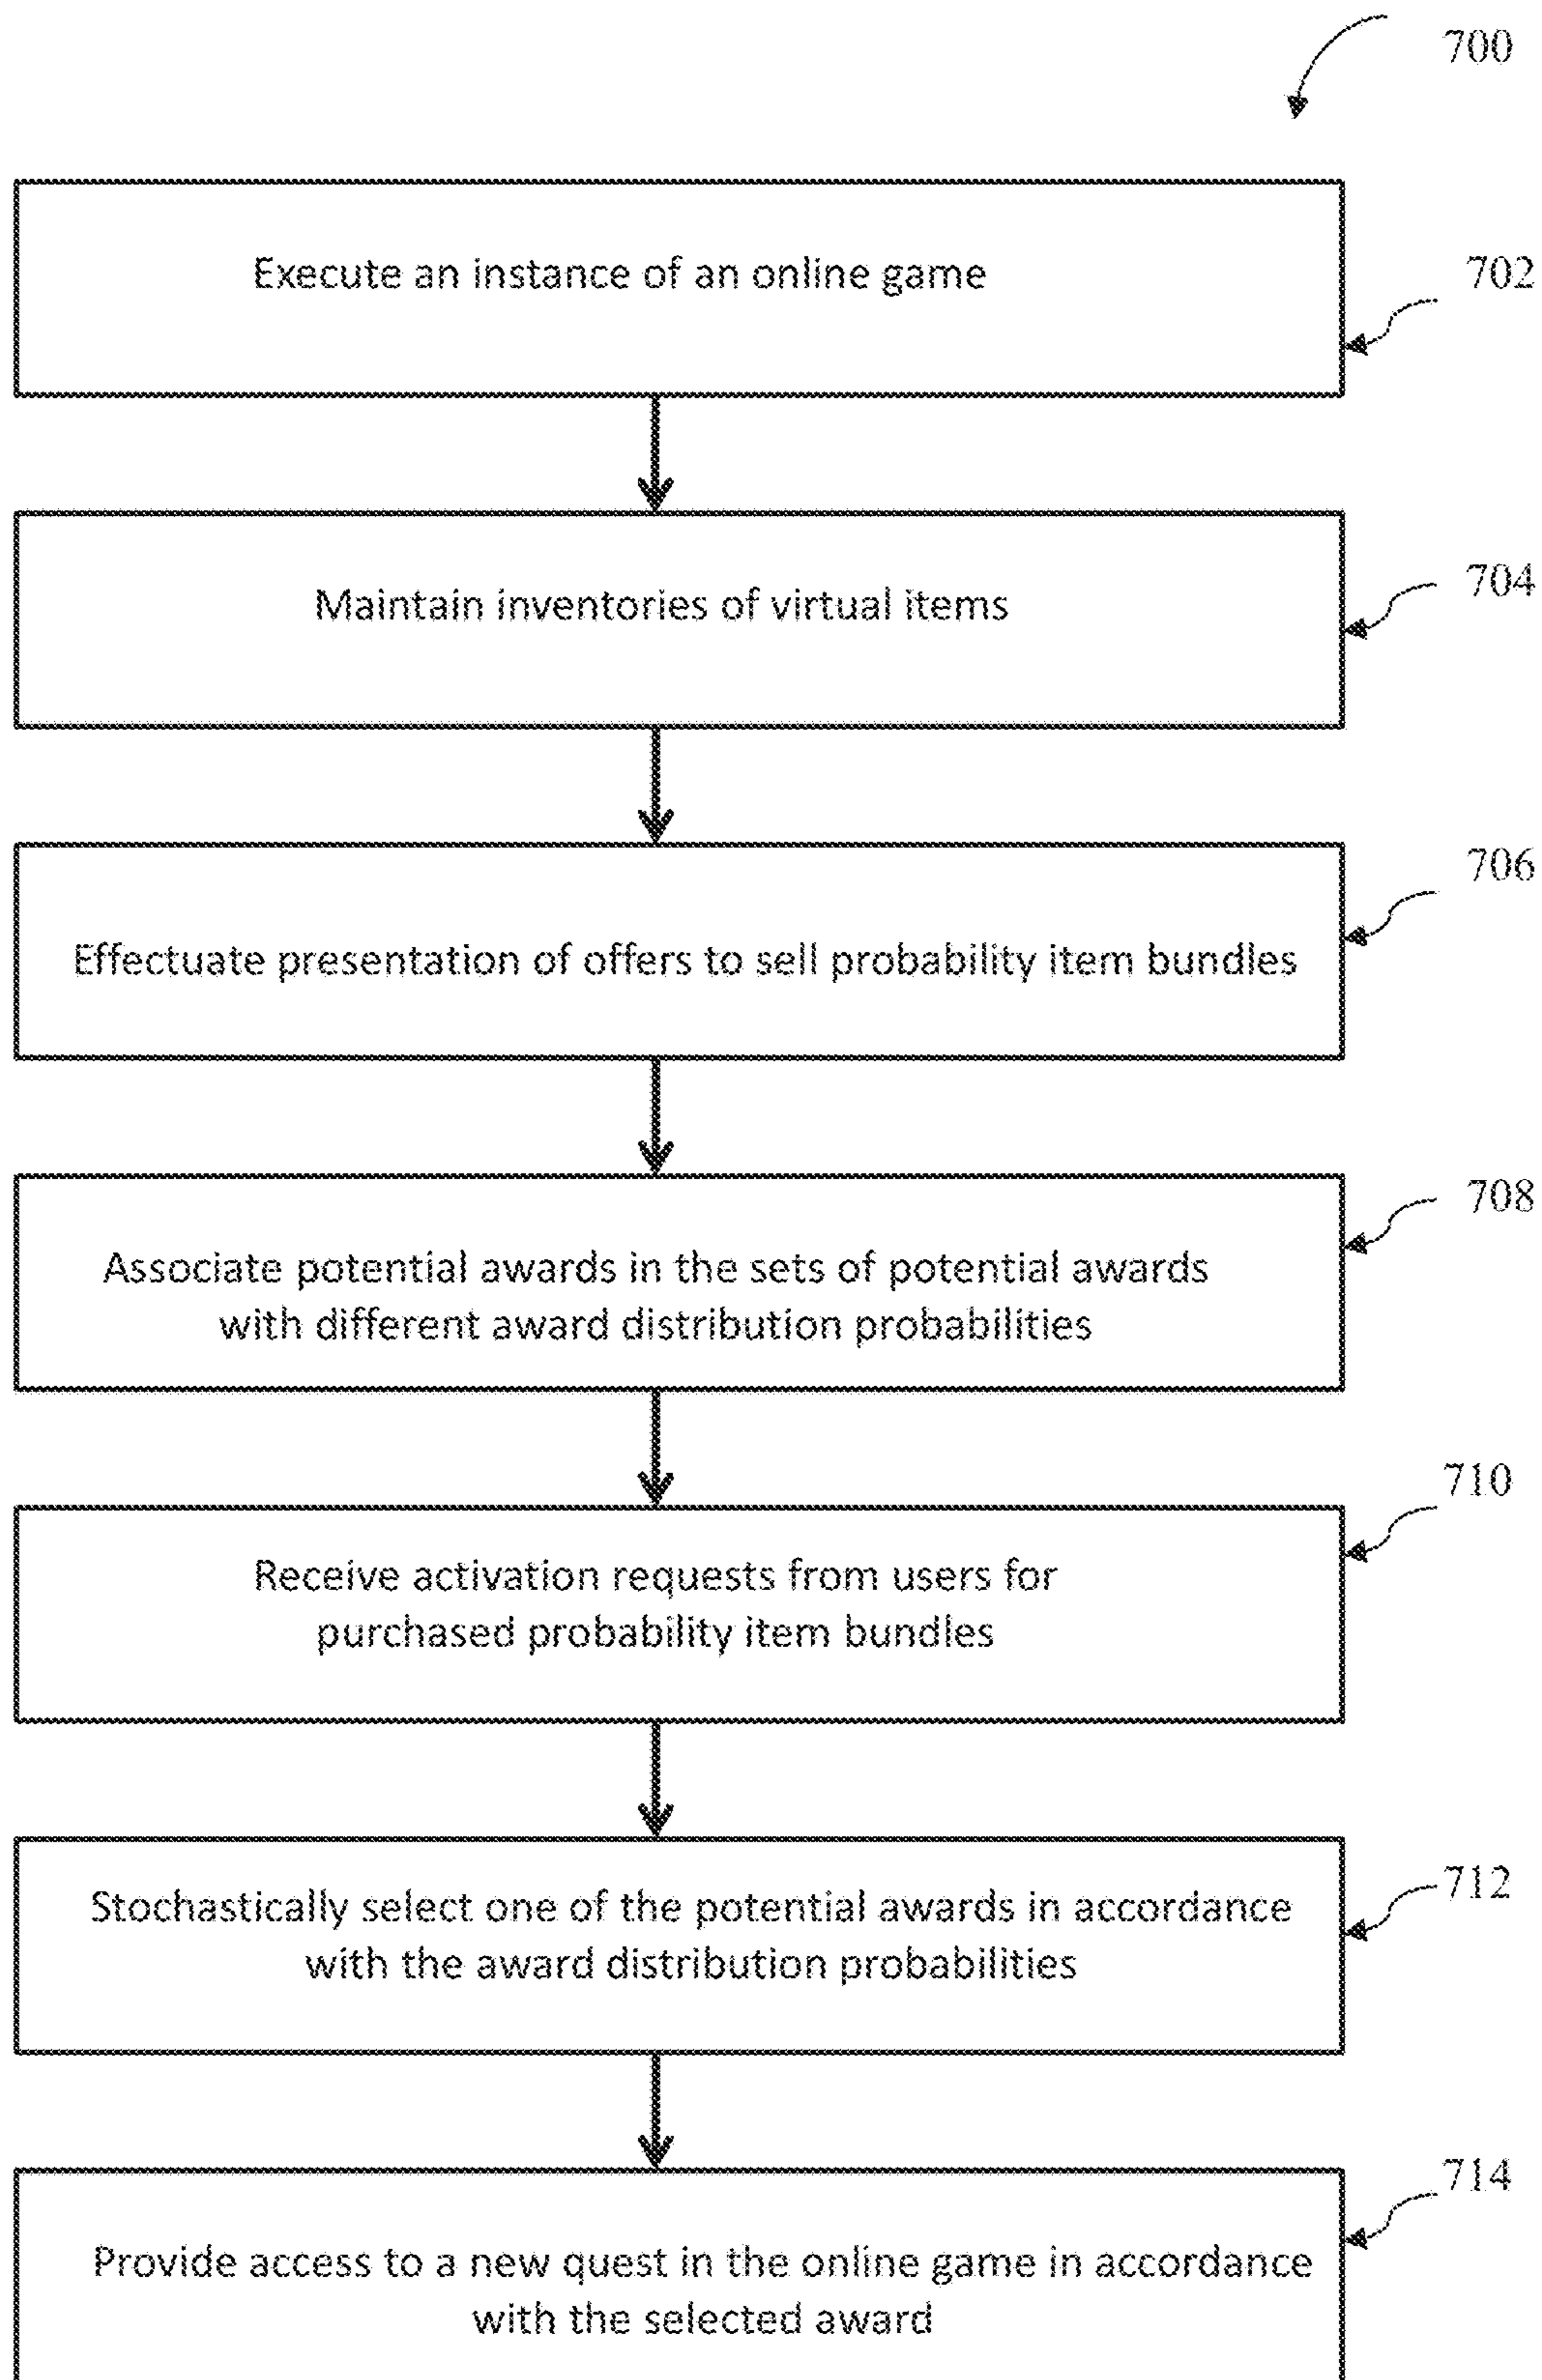 700
Execute an instance of an online game
702
Maintain inventories of virtual items
704
706
Effectuate presentation of offers to sell probability item bundles
708
Associate potential awards in the sets of potential awards
with different award distribution probabilities
710
Receive activation requests from users for
purchased probability item bundles
712
Stochastically select one of the potential awards in accordance
with the award distribution probabilities
714
Provide access to a new quest in the online game in accordance
with the selected award